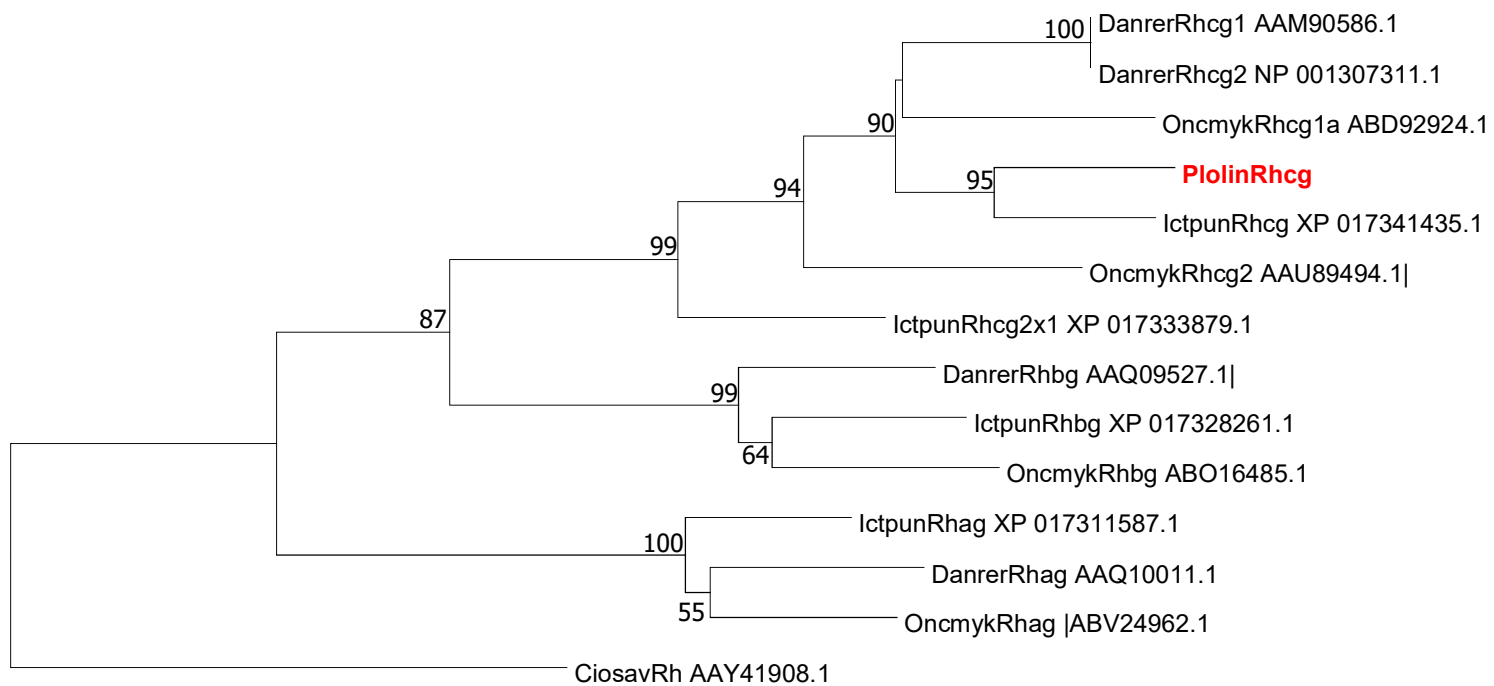 100
DanrerRhcg1 AAM90586.1
DanrerRhcg2 NP 001307311.1
OncmykRhcg1a ABD92924.1
90
PlolinRhcg
95
94
IctpunRhcg XP 017341435.1
99
OncmykRhcg2 AAU89494.1|
87
IctpunRhcg2x1 XP 017333879.1
DanrerRhbg AAQ09527.1|
99
IctpunRhbg XP 017328261.1
64
OncmykRhbg ABO16485.1
IctpunRhag XP 017311587.1
100
DanrerRhag AAQ10011.1
55
OncmykRhag |ABV24962.1
CiosavRh AAY41908.1